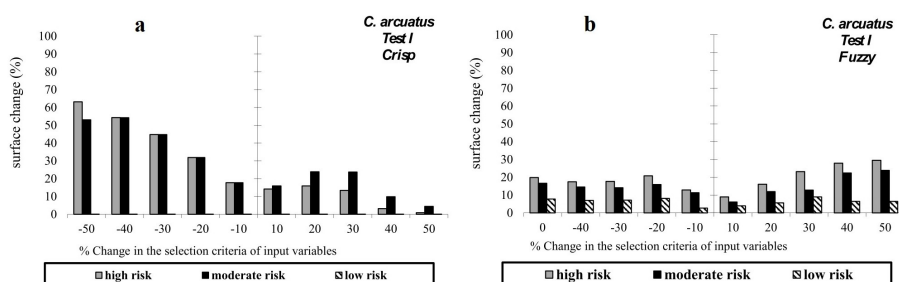 a
C. arcuatus
Test I
Crisp
surface change (%)
100
90
80
70
60
50
40
30
20
10
0
-50 -40 -30 -20 -10 10 20 30 40 50
% Change in the selection criteria of input variables
high risk moderate risk low risk
b
C. arcuatus
Test I
Fuzzy
surface change (%)
100
90
80
70
60
50
40
30
20
10
0
0 -40 -30 -20 -10 10 20 30 40 50
% Change in the selection criteria of input variables
high risk moderate risk low risk